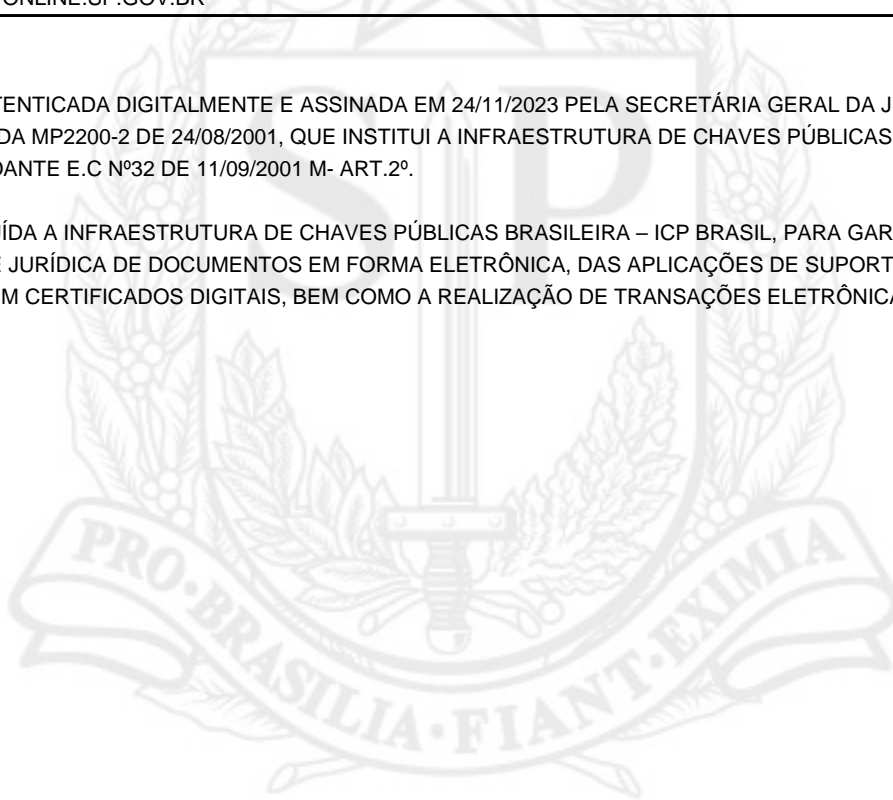 ONLINE.SP.GOV.BR
TENTICADA DIGITALMENTE E ASSINADA EM 24/11/2023 PELA SECRETÁRIA GERAL DA J
DA MP2200-2 DE 24/08/2001, QUE INSTITUI A INFRAESTRUTURA DE CHAVES PÚBLICAS
DANTE E.C Nº32 DE 11/09/2001 M- ART.2º.
ÍDA A INFRAESTRUTURA DE CHAVES PÚBLICAS BRASILEIRA – ICP BRASIL, PARA GAR
E JURÍDICA DE DOCUMENTOS EM FORMA ELETRÔNICA, DAS APLICAÇÕES DE SUPORT
M CERTIFICADOS DIGITAIS, BEM COMO A REALIZAÇÃO DE TRANSAÇÕES ELETRÔNICA
SP
PRO·BRASILIA·FIANT·EXIMIA